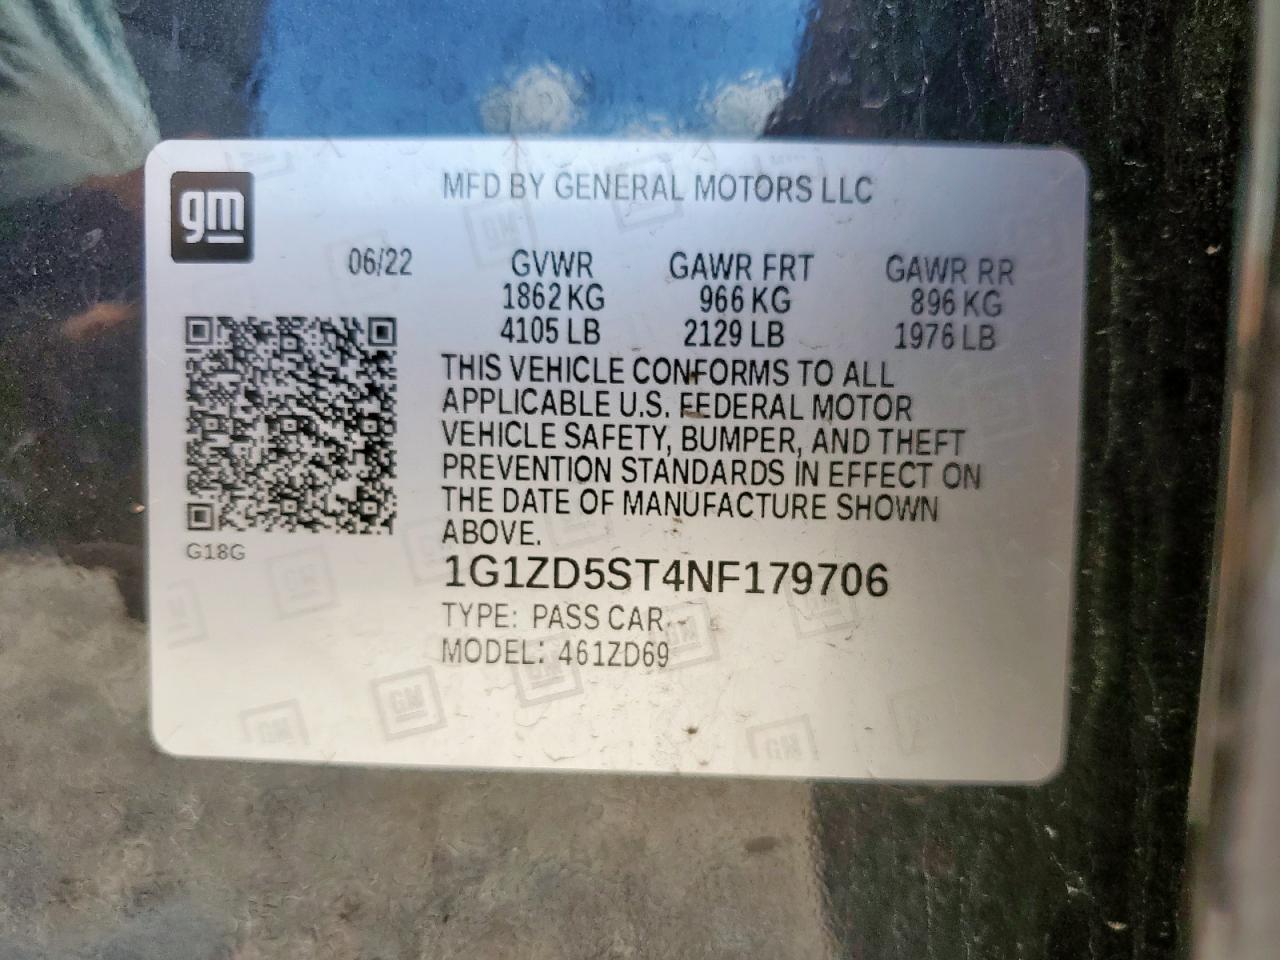 gm
MFD BY GENERAL MOTORS LLC
06/22 GVWR GAWR FRT GAWR RR
1862 KG 966 KG 896 KG
4105 LB 2129 LB 1976 LB
THIS VEHICLE CONFORMS TO ALL
APPLICABLE U.S. FEDERAL MOTOR
VEHICLE SAFETY, BUMPER, AND THEFT
PREVENTION STANDARDS IN EFFECT ON
THE DATE OF MANUFACTURE SHOWN
ABOVE.
G18G
1G1ZD5ST4NF179706
TYPE: PASS CAR
MODEL: 461ZD69